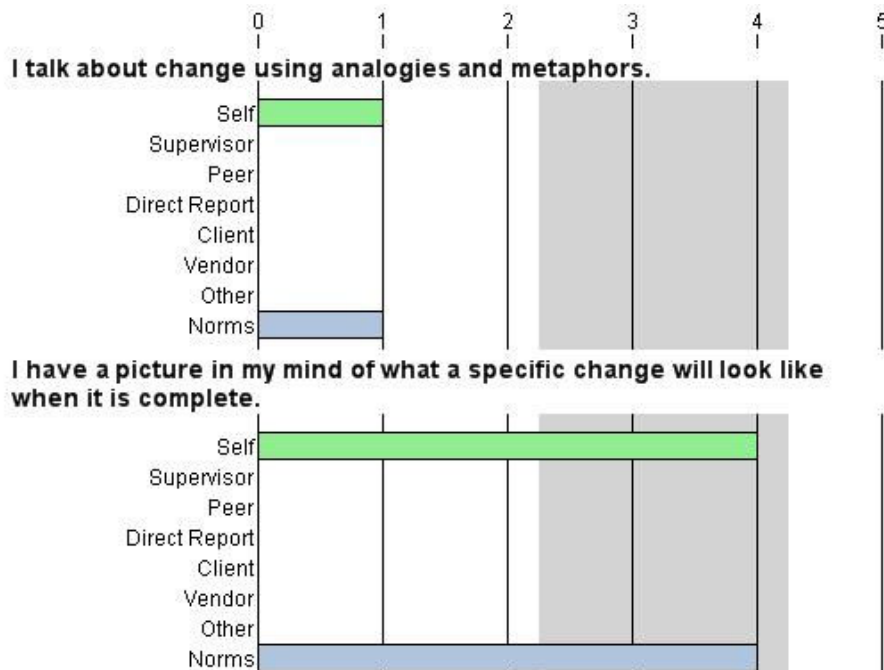 0 1 2 3 4 5
I talk about change using analogies and metaphors.
Self
Supervisor
Peer
Direct Report
Client
Vendor
Other
Norms
I have a picture in my mind of what a specific change will look like
when it is complete.
Self
Supervisor
Peer
Direct Report
Client
Vendor
Other
Norms